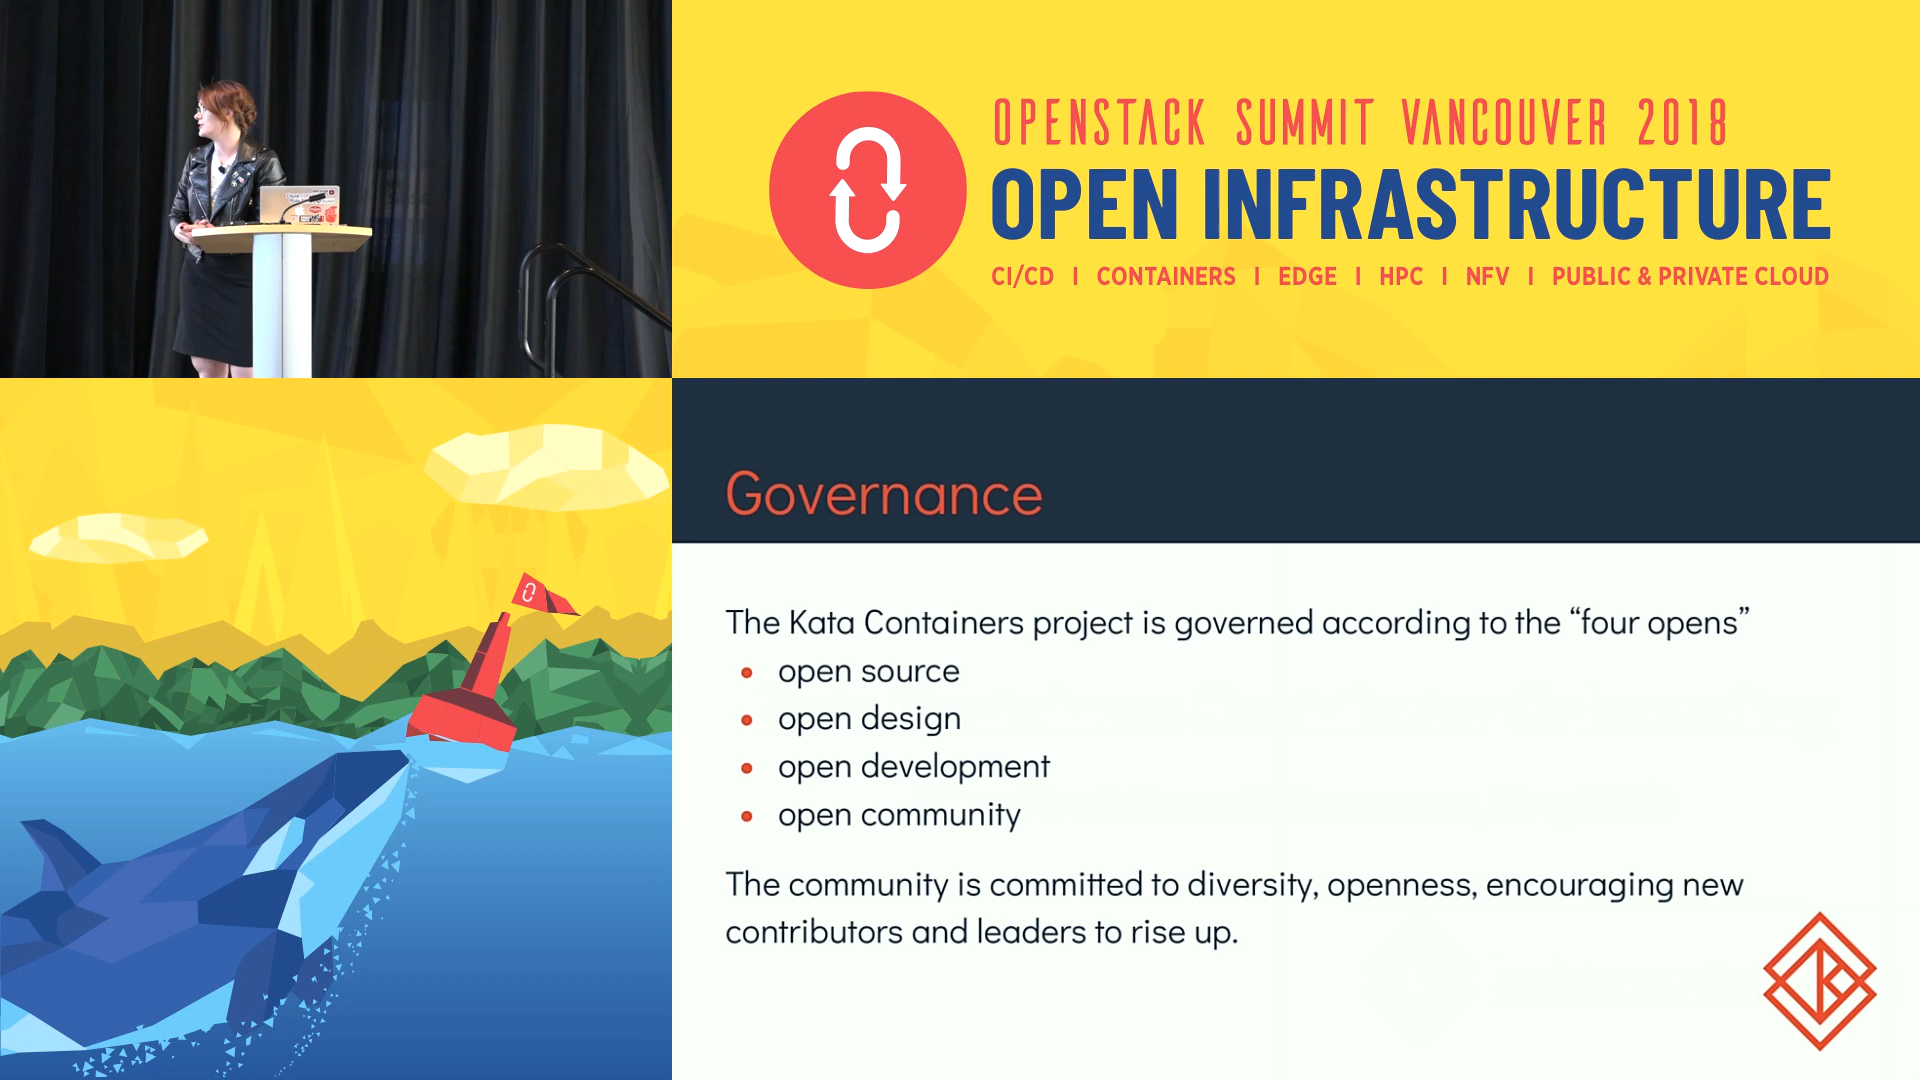 OPENSTACK SUMMIT VANCOUVER 2018
OPEN INFRASTRUCTURE
CI/CD | CONTAINERS | EDGE | HPC | NFV | PUBLIC & PRIVATE CLOUD
Governance
The Kata Containers project is governed according to the “four opens”
• open source
• open design
• open development
• open community
The community is committed to diversity, openness, encouraging new
contributors and leaders to rise up.